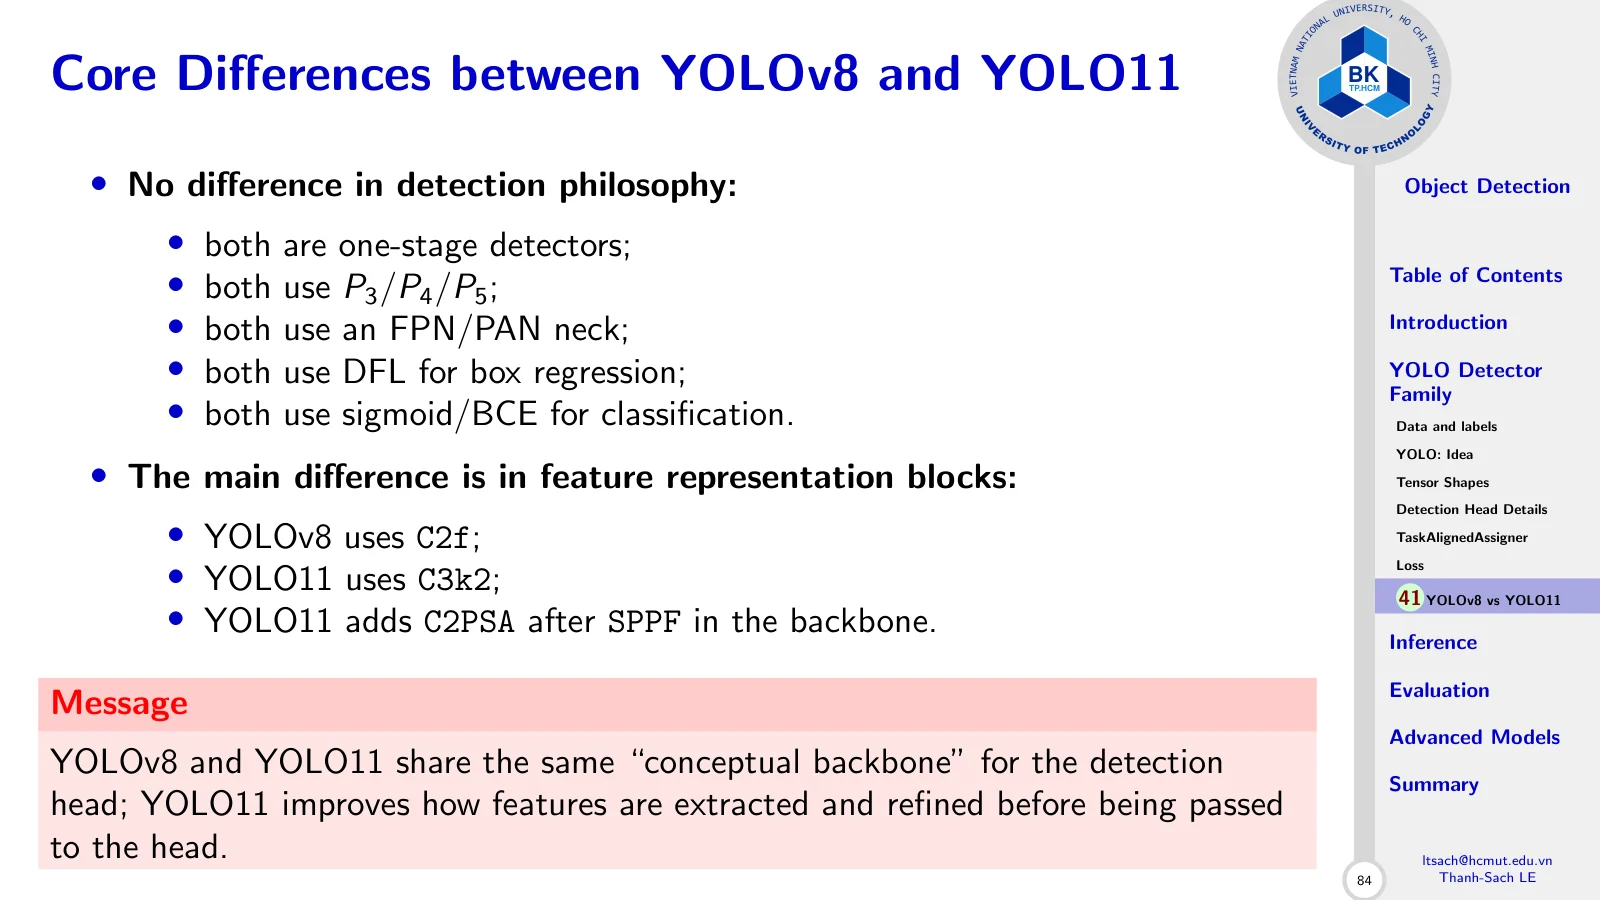 Core Differences between YOLOv8 and YOLO11
• No difference in detection philosophy:
• both are one-stage detectors;
• both use P3/P4/P5;
• both use an FPN/PAN neck;
• both use DFL for box regression;
• both use sigmoid/BCE for classification.
• The main difference is in feature representation blocks:
• YOLOv8 uses C2f;
• YOLO11 uses C3k2;
• YOLO11 adds C2PSA after SPPF in the backbone.
Message
YOLOv8 and YOLO11 share the same “conceptual backbone” for the detection
head; YOLO11 improves how features are extracted and refined before being passed
to the head.
VIETNAM NATIONAL UNIVERSITY, HO CHI MINH CITY
BK
TP.HCM
UNIVERSITY OF TECHNOLOGY
Object Detection
Table of Contents
Introduction
YOLO Detector
Family
Data and labels
YOLO: Idea
Tensor Shapes
Detection Head Details
TaskAlignedAssigner
Loss
41 YOLOv8 vs YOLO11
Inference
Evaluation
Advanced Models
Summary
ltsach@hcmut.edu.vn
Thanh-Sach LE
84